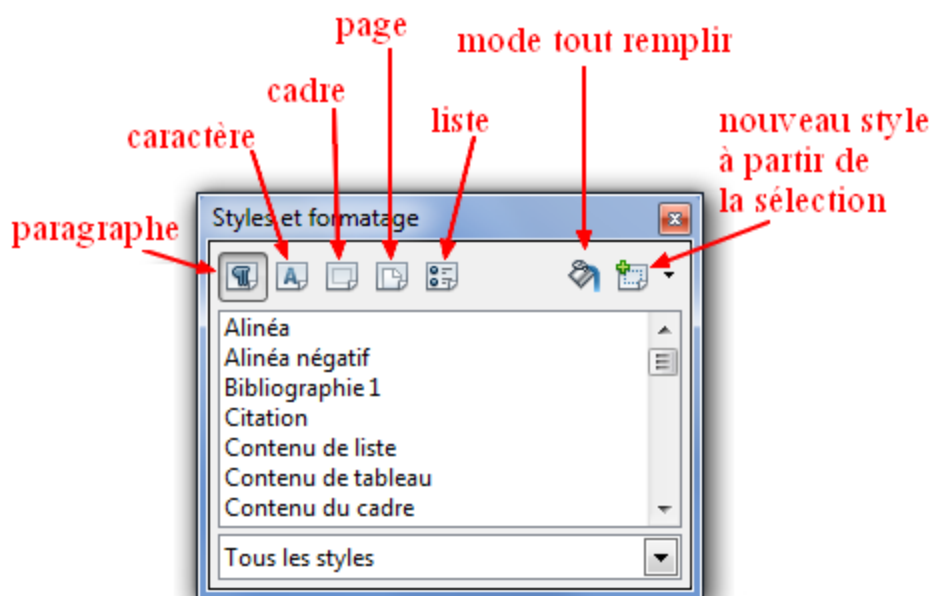 page
mode tout remplir
cadre
liste
caractère
nouveau style
à partir de
la sélection
paragraphe
Styles et formatage
Alinéa
Alinéa négatif
Bibliographie 1
Citation
Contenu de liste
Contenu de tableau
Contenu du cadre
Tous les styles